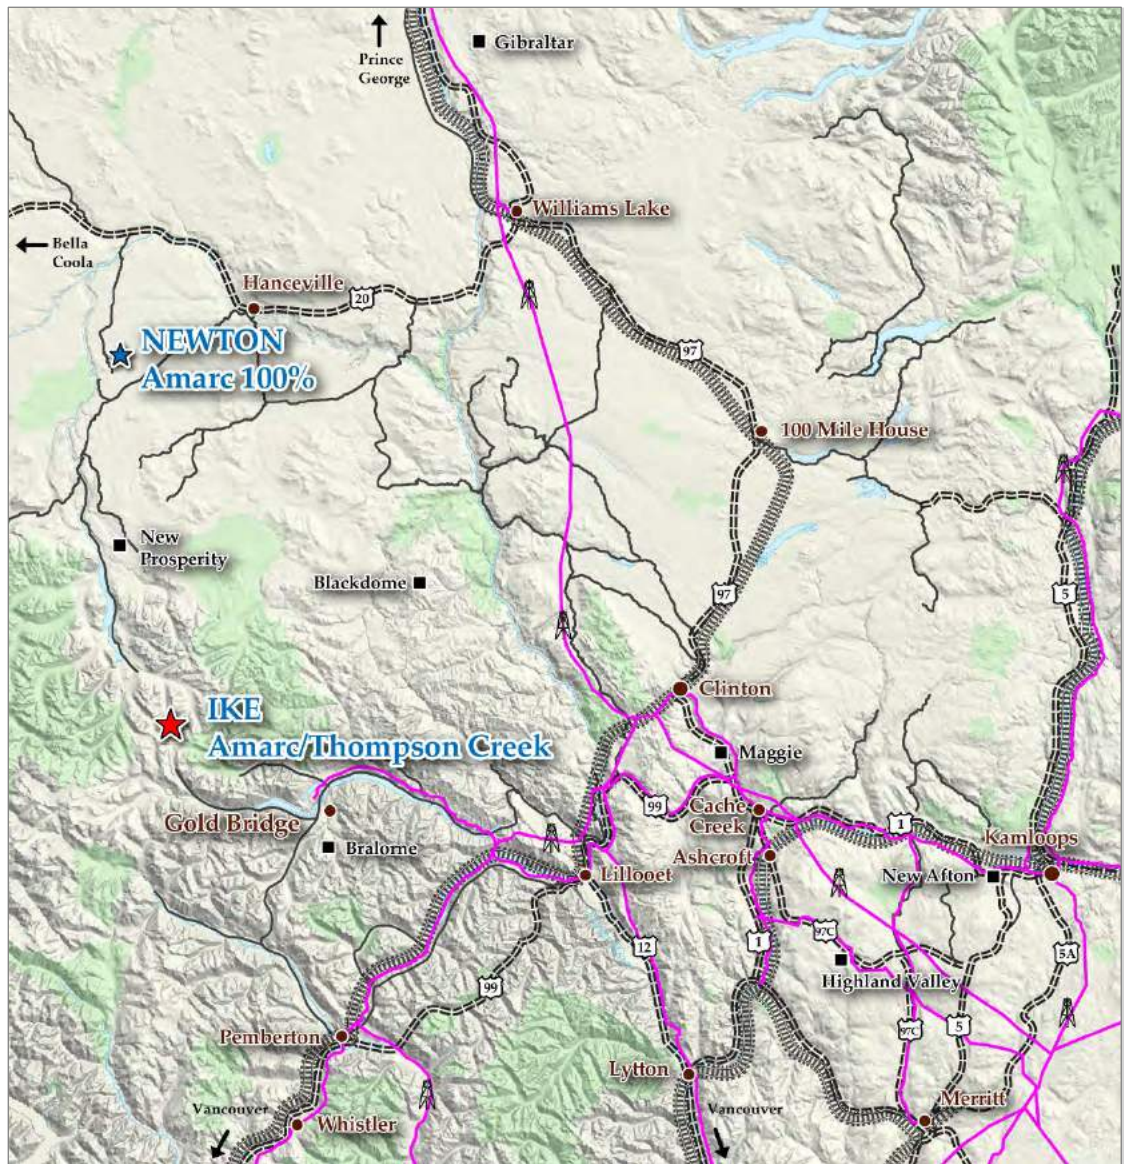 Gibraltar
Prince
George
Williams Lake
Bella
Coola
Hanceville
20
NEWTON
Amarc 100%
97
100 Mile House
New
Prosperity
Blackdome
97
5
Clinton
IKE
Amarc/Thompson Creek
Maggie
99
Cache
Creek
Gold Bridge
1
Kamloops
Bralorne
Ashcroft
Lillooet
New Afton
97C
12
1
5A
Highland Valley
99
97C
5
Pemberton
Lytton
Merritt
Vancouver
Vancouver
Whistler